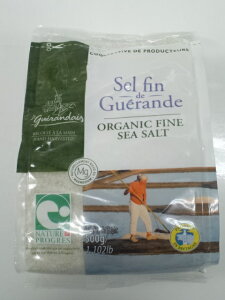 COOPÉRATIVE DE PRODUCTEURS
Sel fin
de
Guérande
ORGANIC FINE
SEA SALT
le Guérandais
RÉCOLTÉ À LA MAIN
HAND HARVESTED
Mg
NATURE &
PROGRÈS
500g
1.102lb